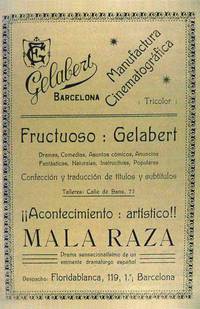 Gelabert
BARCELONA
Manufactura
Cinematográfica
: Tricolor :
Fructuoso : Gelabert
Dramas, Comedias, Asuntos cómicos, Anuncios
Fantásticas, Naturales, Instructivas, Populares
Confección y traducción de títulos y subtítulos
Talleres: Calle de Sans, 77
¡¡Acontecimiento : artístico!!
MALA RAZA
Drama sensacionalísimo de un
eminente dramaturgo español
Despacho: Floridablanca, 119, 1.º, Barcelona